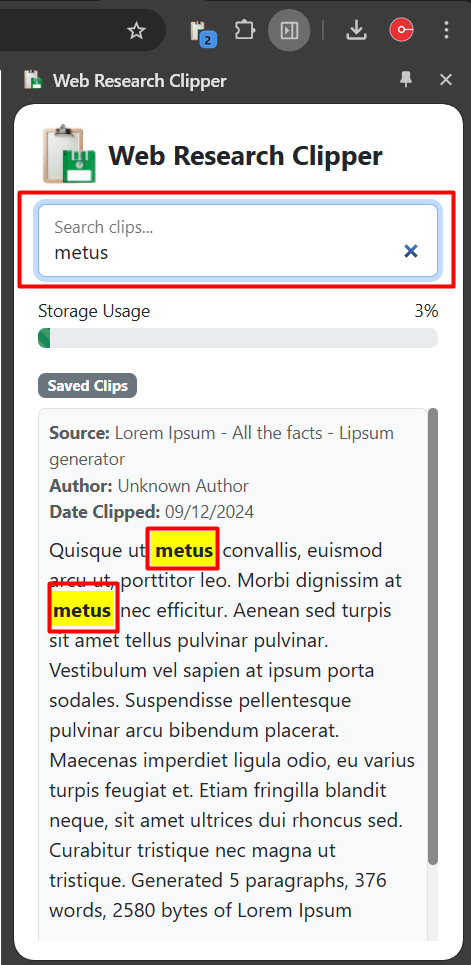 2
Web Research Clipper
Web Research Clipper
Search clips...
metus
Storage Usage 3%
Saved Clips
Source: Lorem Ipsum - All the facts - Lipsum
generator
Author: Unknown Author
Date Clipped: 09/12/2024
Quisque ut metus convallis, euismod
arcu ut, porttitor leo. Morbi dignissim at
metus nec efficitur. Aenean sed turpis
sit amet tellus pulvinar pulvinar.
Vestibulum vel sapien at ipsum porta
sodales. Suspendisse pellentesque
pulvinar arcu bibendum placerat.
Maecenas imperdiet ligula odio, eu varius
turpis feugiat et. Etiam fringilla blandit
neque, sit amet ultrices dui rhoncus sed.
Curabitur tristique nec magna ut
tristique. Generated 5 paragraphs, 376
words, 2580 bytes of Lorem Ipsum